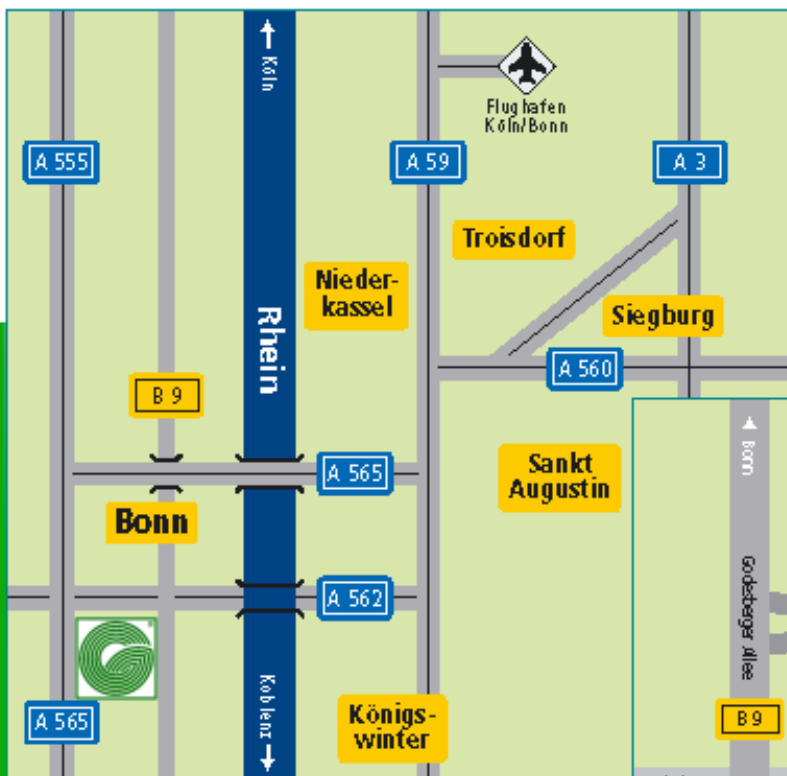 Köln
Flughafen
Köln/Bonn
A 555
A 59
A 3
Troisdorf
Nieder-
kassel
Siegburg
Rhein
A 560
B 9
Bonn
A 565
Sankt
Augustin
Bonn
A 562
Godesberger Allee
Koblenz
A 565
Königs-
winter
B 9